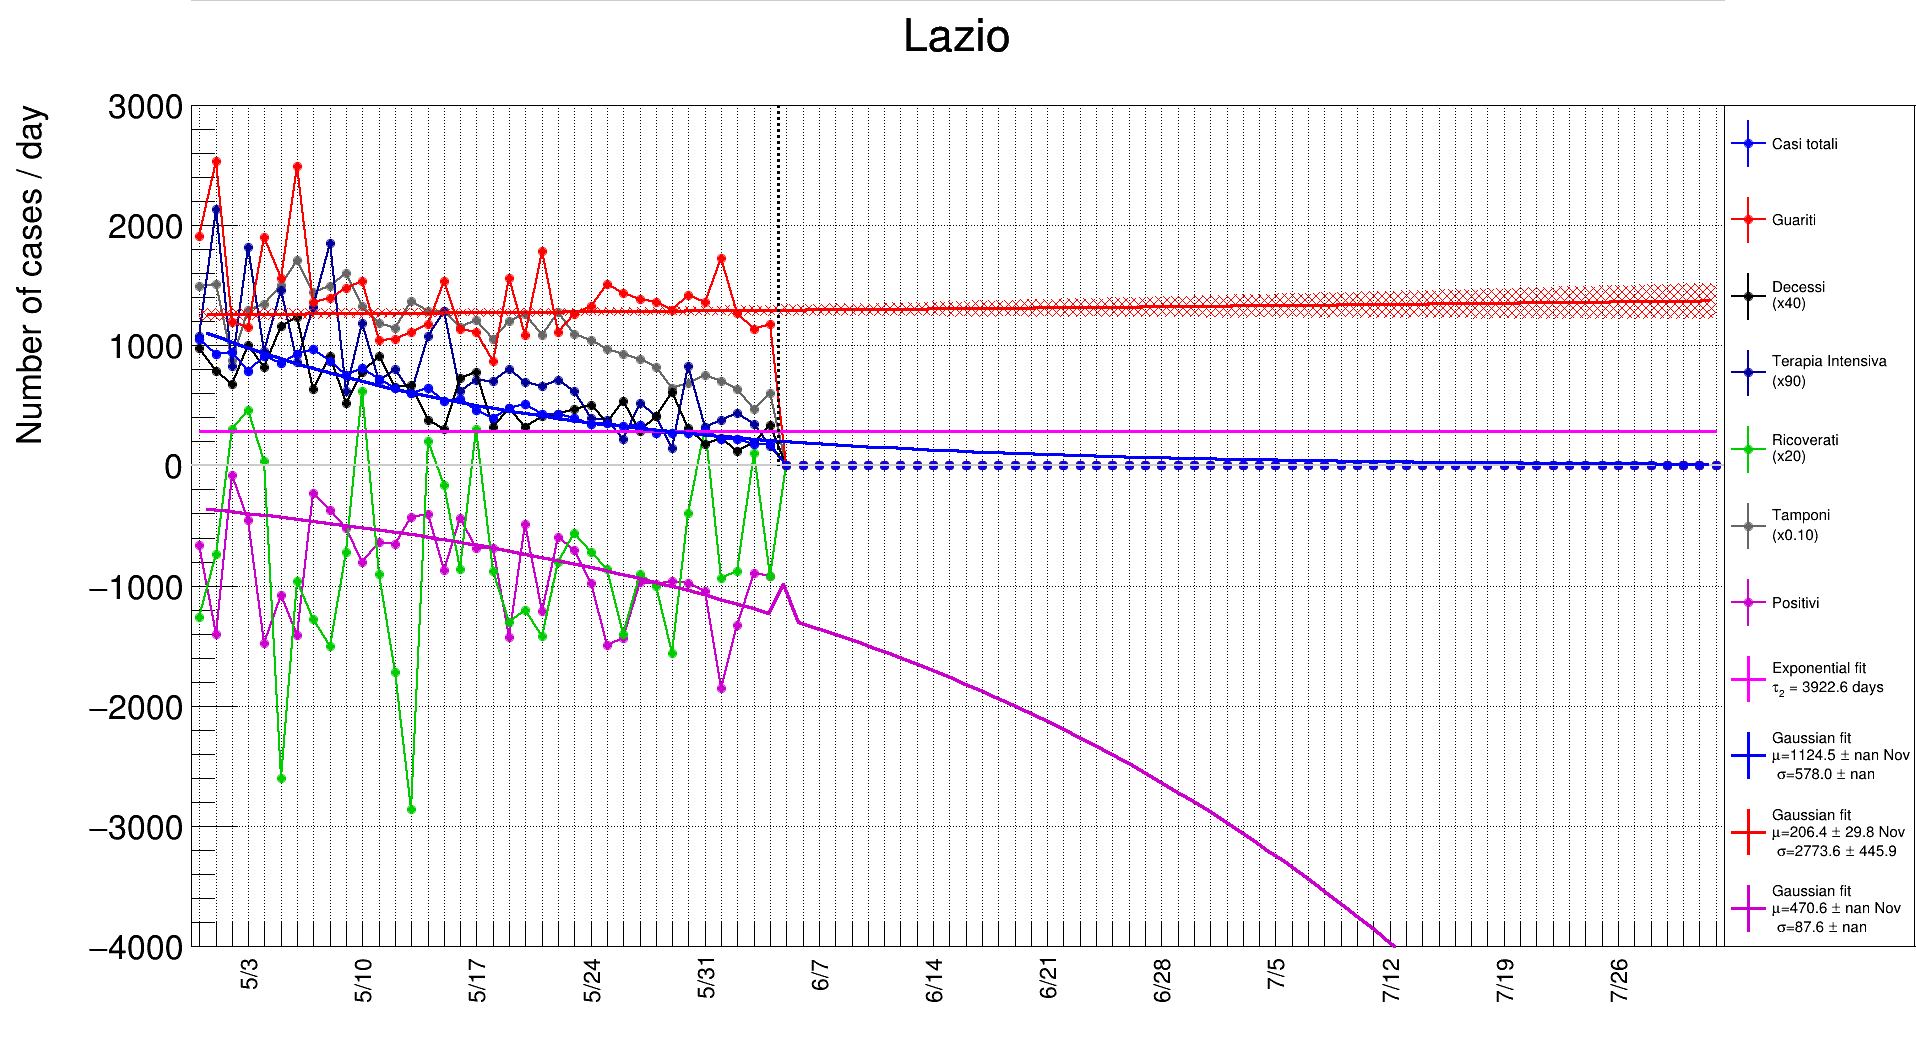 Lazio
Number of cases / day
3000
2000
1000
0
−1000
−2000
−3000
−4000
5/3
5/10
5/17
5/24
5/31
6/7
6/14
6/21
6/28
7/5
7/12
7/19
7/26
Casi totali
Guariti
Decessi
(x40)
Terapia Intensiva
(x90)
Ricoverati
(x20)
Tamponi
(x0.10)
Positivi
Exponential fit
τ2 = 3922.6 days
Gaussian fit
μ=1124.5 ± nan Nov
σ=578.0 ± nan
Gaussian fit
μ=206.4 ± 29.8 Nov
σ=2773.6 ± 445.9
Gaussian fit
μ=470.6 ± nan Nov
σ=87.6 ± nan